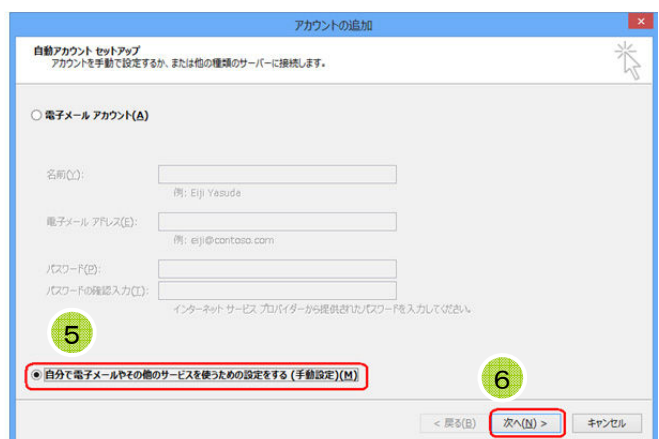 アカウントの追加
自動アカウント セットアップ
アカウントを手動で設定するか、または他の種類のサーバーに接続します。
電子メール アカウント(A)
名前(Y):
例: Eiji Yasuda
電子メール アドレス(E):
例: eiji@contoso.com
パスワード(P):
パスワードの確認入力(T):
インターネット サービス プロバイダーから提供されたパスワードを入力してください。
5
自分で電子メールやその他のサービスを使うための設定をする (手動設定)(M)
6
< 戻る(B) 次へ(N) > キャンセル